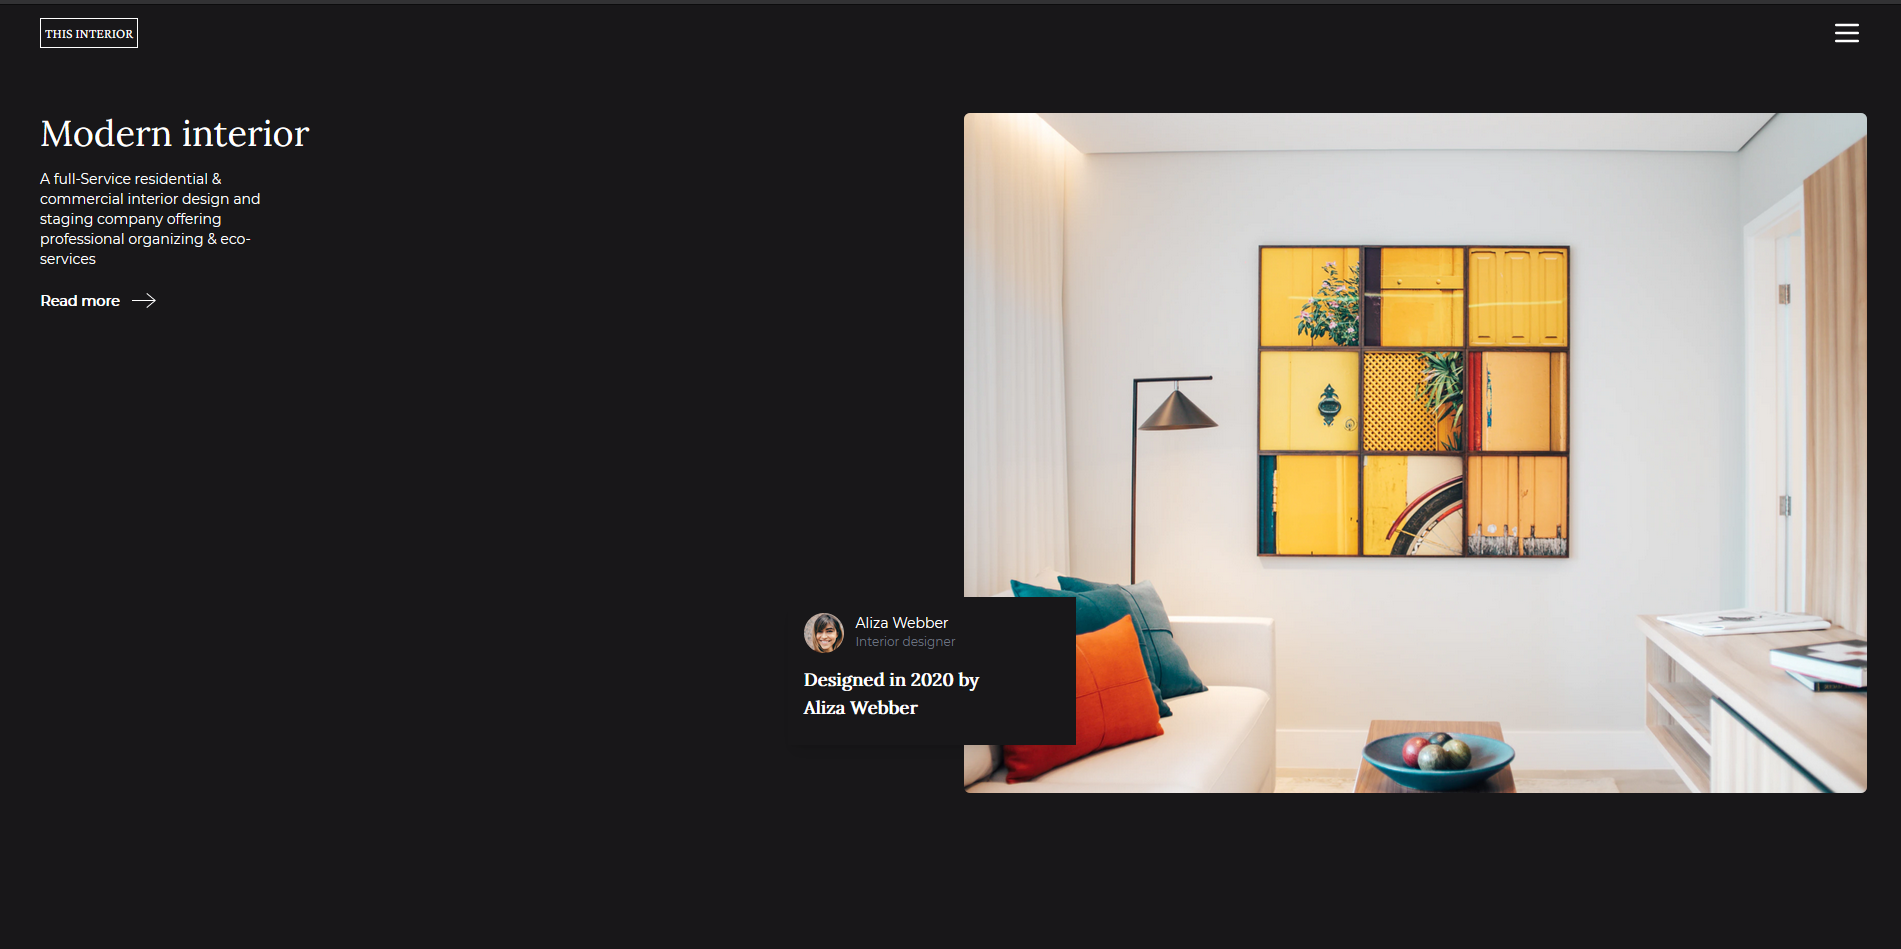 THIS INTERIOR
Modern interior
A full-Service residential &
commercial interior design and
staging company offering
professional organizing & eco-
services
Read more
Aliza Webber
Interior designer
Designed in 2020 by
Aliza Webber